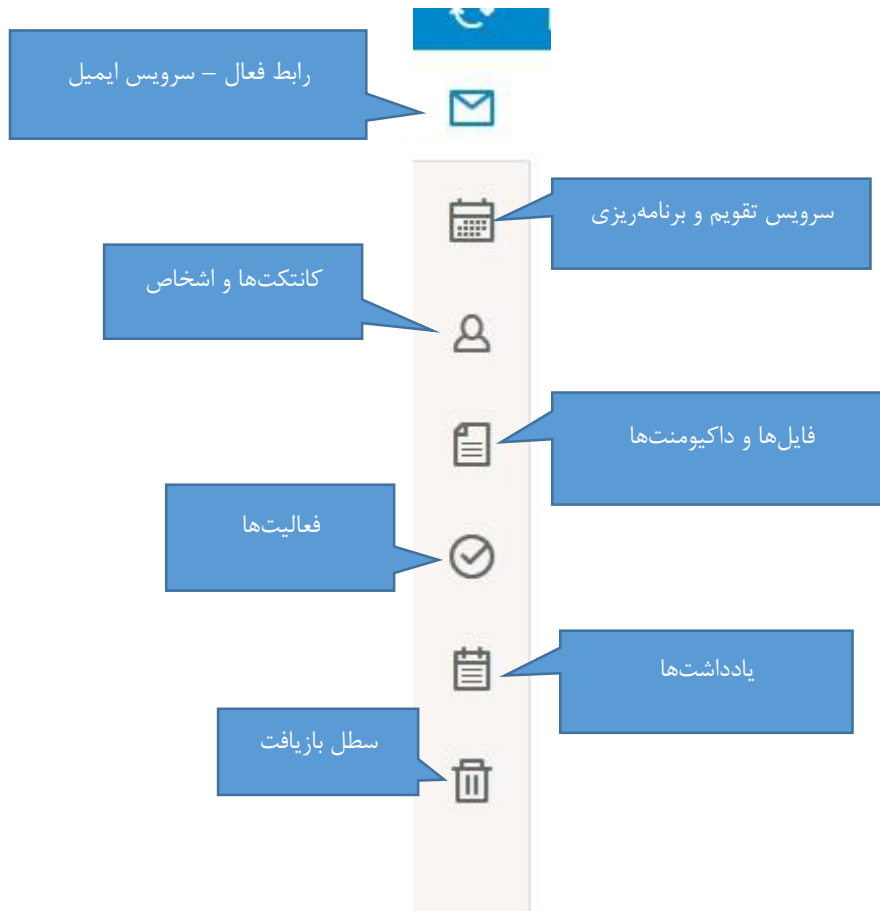 رابط فعال – سرویس ایمیل
سرویس تقویم و برنامه‌ریزی
کانتکت‌ها و اشخاص
فایل‌ها و داکیومنت‌ها
فعالیت‌ها
یادداشت‌ها
سطل بازیافت